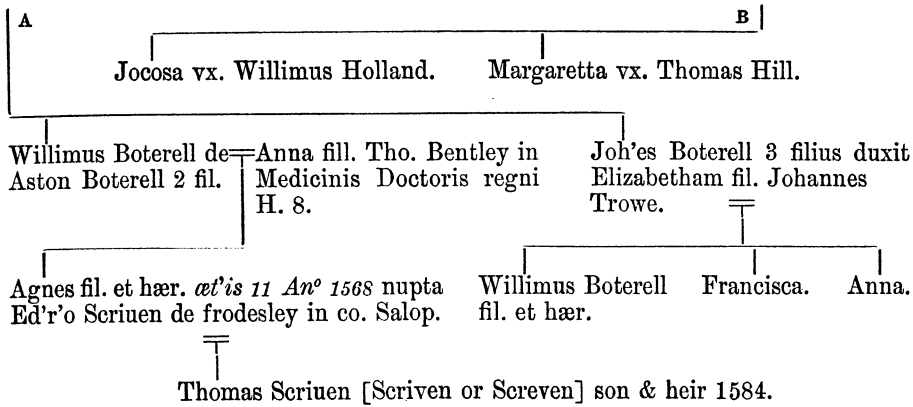 A
B
Jocosa vx. Willimus Holland.
Margaretta vx. Thomas Hill.
Willimus Boterell de
Aston Boterell 2 fil.
Anna fill. Tho. Bentley in
Medicinis Doctoris regni
H. 8.
Joh'es Boterell 3 filius duxit
Elizabetham fil. Johannes
Trowe.
Agnes fil. et hær. æt'is 11 Anº 1568 nupta
Ed'r'o Scriuen de frodesley in co. Salop.
Willimus Boterell
fil. et hær.
Francisca.
Anna.
Thomas Scriuen [Scriven or Screven] son & heir 1584.